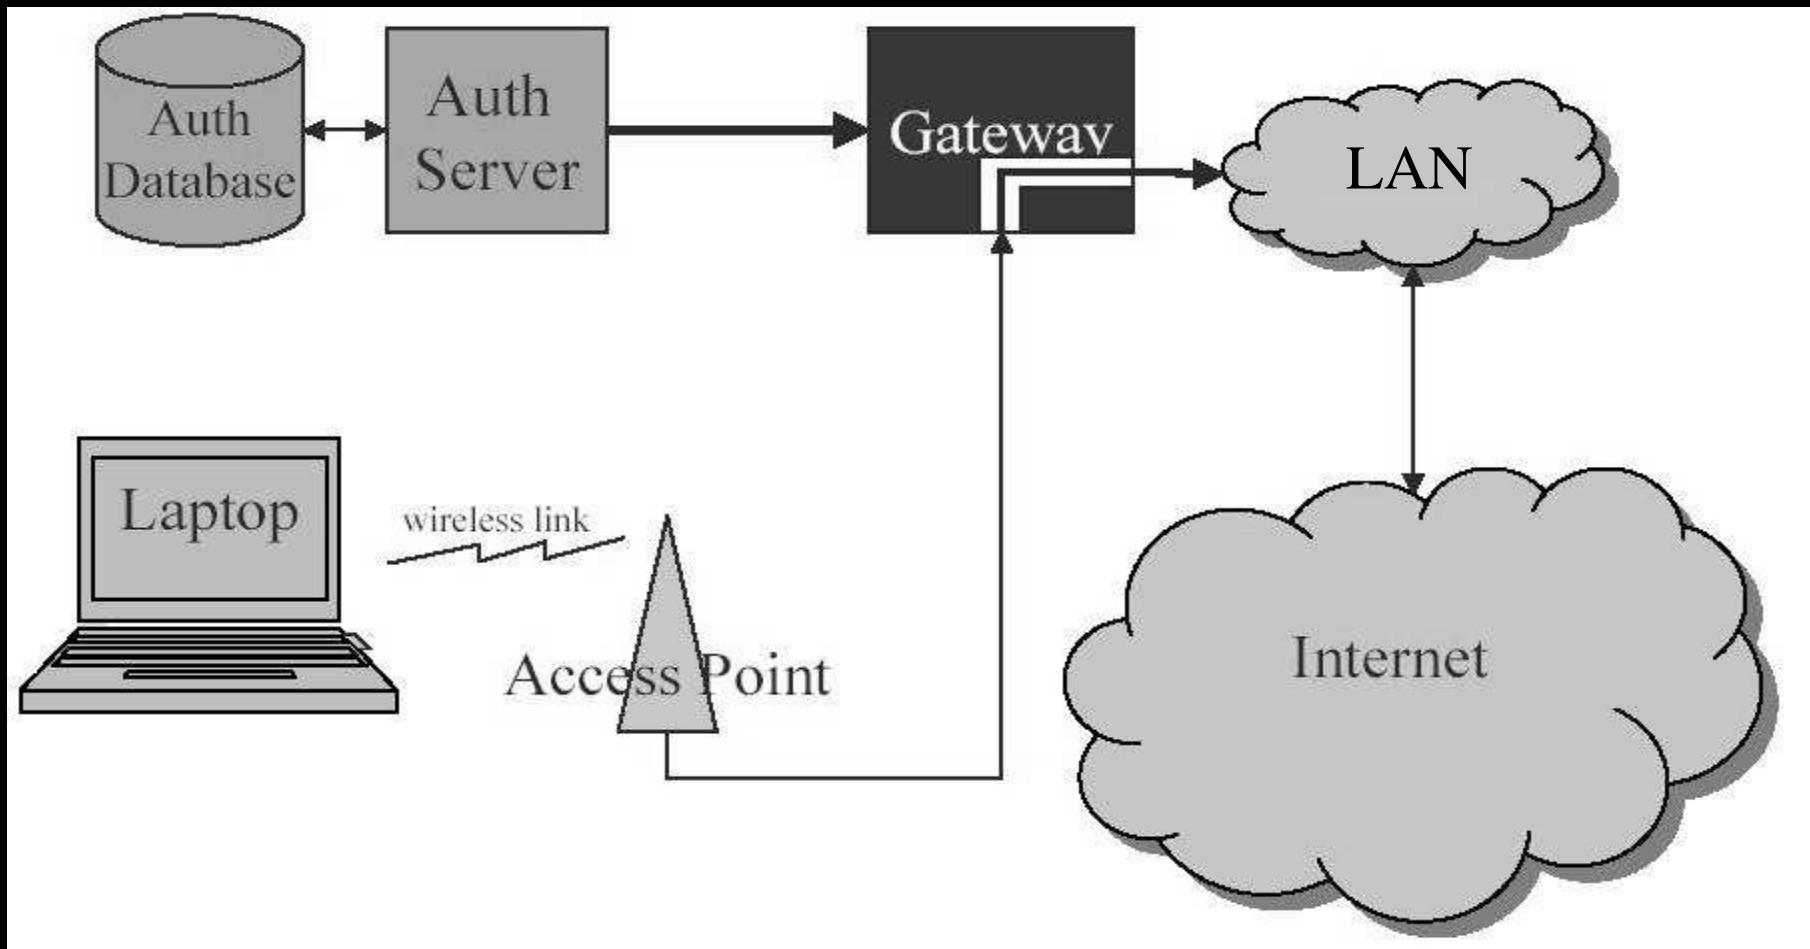 Auth
Database
Auth
Server
Gateway
LAN
Laptop
wireless link
Access Point
Internet